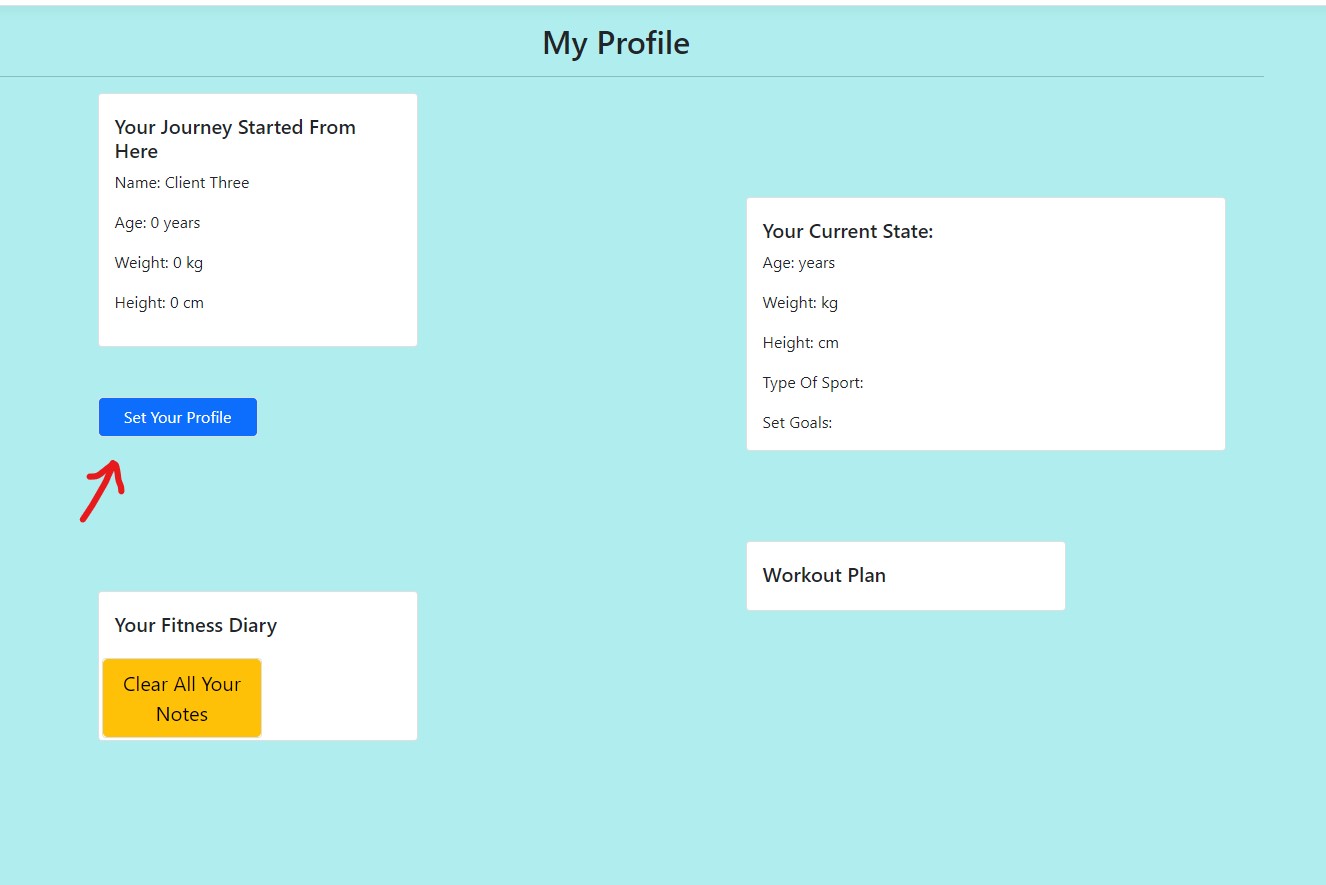 My Profile
Your Journey Started From
Here
Name: Client Three
Age: 0 years
Weight: 0 kg
Height: 0 cm
Set Your Profile
Your Fitness Diary
Clear All Your
Notes
Your Current State:
Age: years
Weight: kg
Height: cm
Type Of Sport:
Set Goals:
Workout Plan